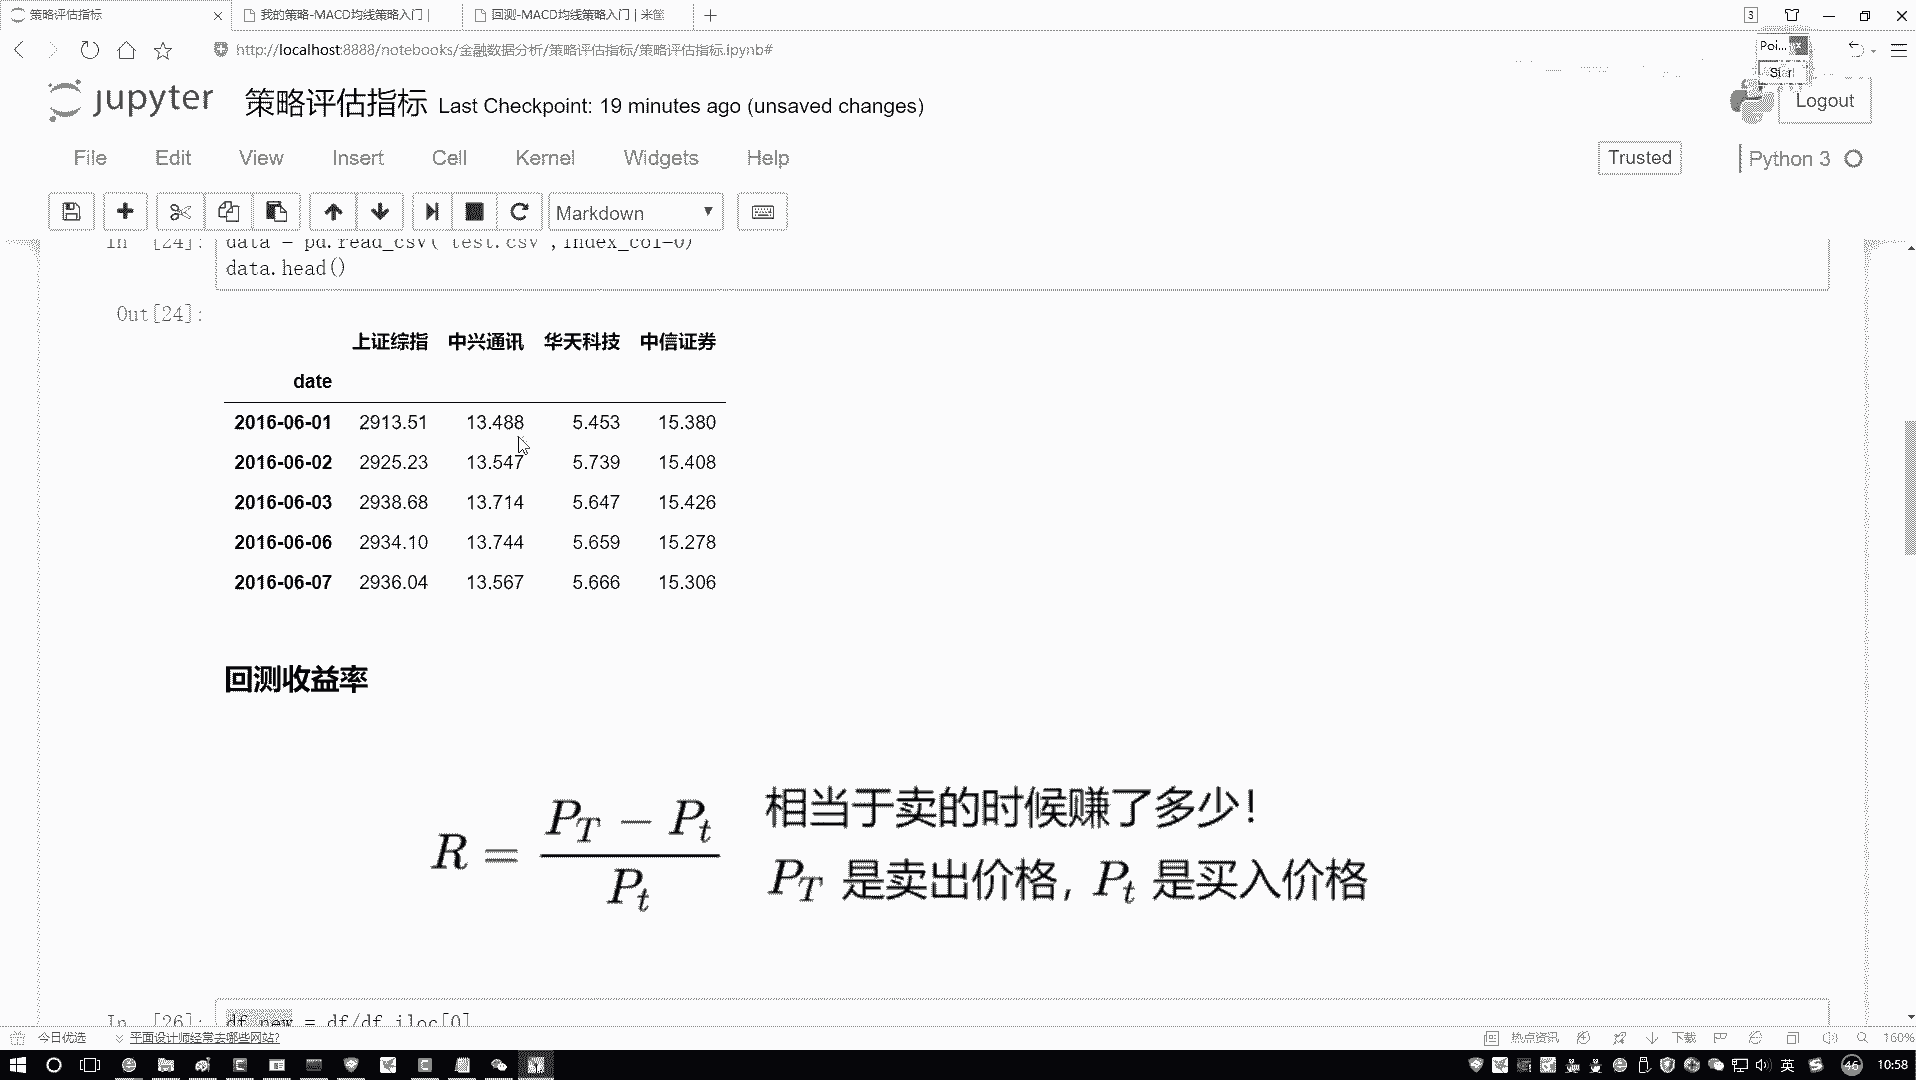 策略评估指标
我的策略-MACD均线策略入门 |
回测-MACD均线策略入门 | 米筐
3
http://localhost:8888/notebooks/金融数据分析/策略评估指标/策略评估指标.ipynb#
Poi...
Start
jupyter 策略评估指标 Last Checkpoint: 19 minutes ago (unsaved changes)
Logout
File Edit View Insert Cell Kernel Widgets Help
Trusted
Python 3
Markdown
In [24]: data = pd.read_csv('test.csv',index_col=0)
data.head()
Out[24]:
上证综指 中兴通讯 华天科技 中信证券
date
2016-06-01 2913.51 13.488 5.453 15.380
2016-06-02 2925.23 13.547 5.739 15.408
2016-06-03 2938.68 13.714 5.647 15.426
2016-06-06 2934.10 13.744 5.659 15.278
2016-06-07 2936.04 13.567 5.666 15.306
回测收益率
R = (P_T − P_t) / P_t
相当于卖的时候赚了多少！
P_T 是卖出价格，P_t 是买入价格
In [26]: df_new = df/df.iloc[0]
今日优选
平面设计师经常去哪些网站?
热点资讯
下载
160%
英
46
10:58